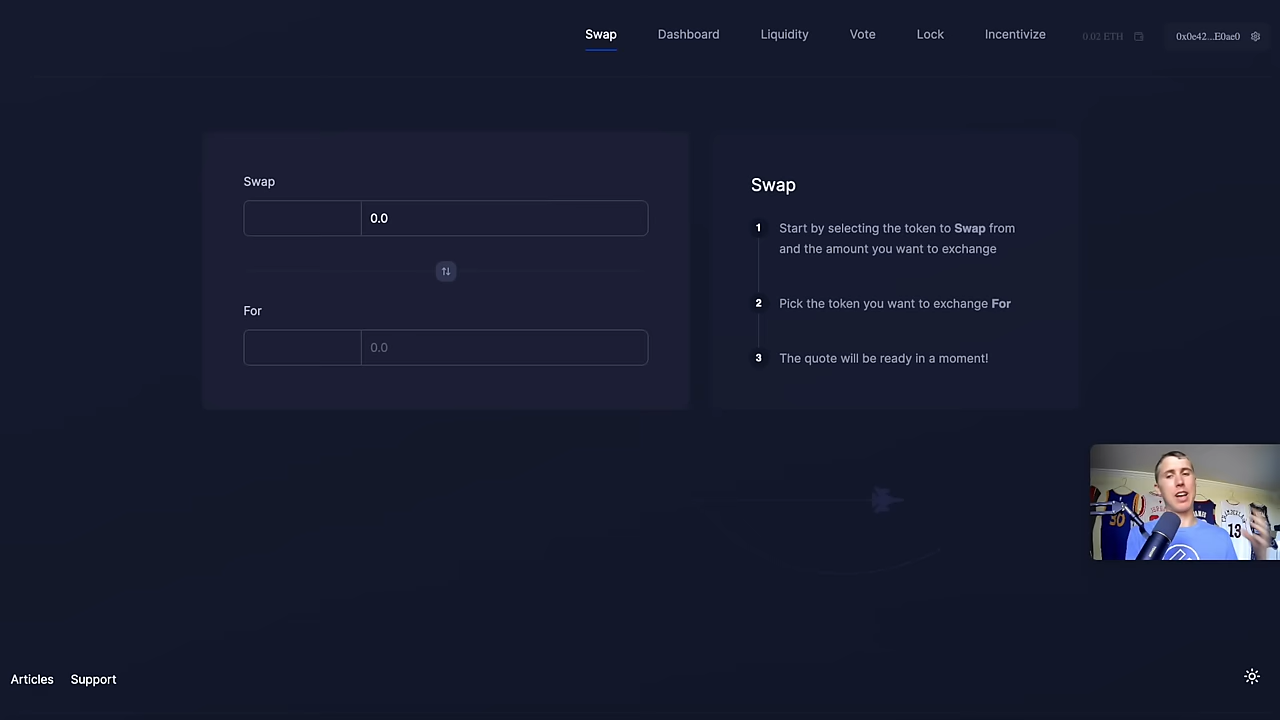 Swap
Dashboard
Liquidity
Vote
Lock
Incentivize
0.02 ETH
0x0e42...E0ae0
Swap
0.0
For
0.0
Swap
1
Start by selecting the token to Swap from
and the amount you want to exchange
2
Pick the token you want to exchange For
3
The quote will be ready in a moment!
30
13
Articles
Support